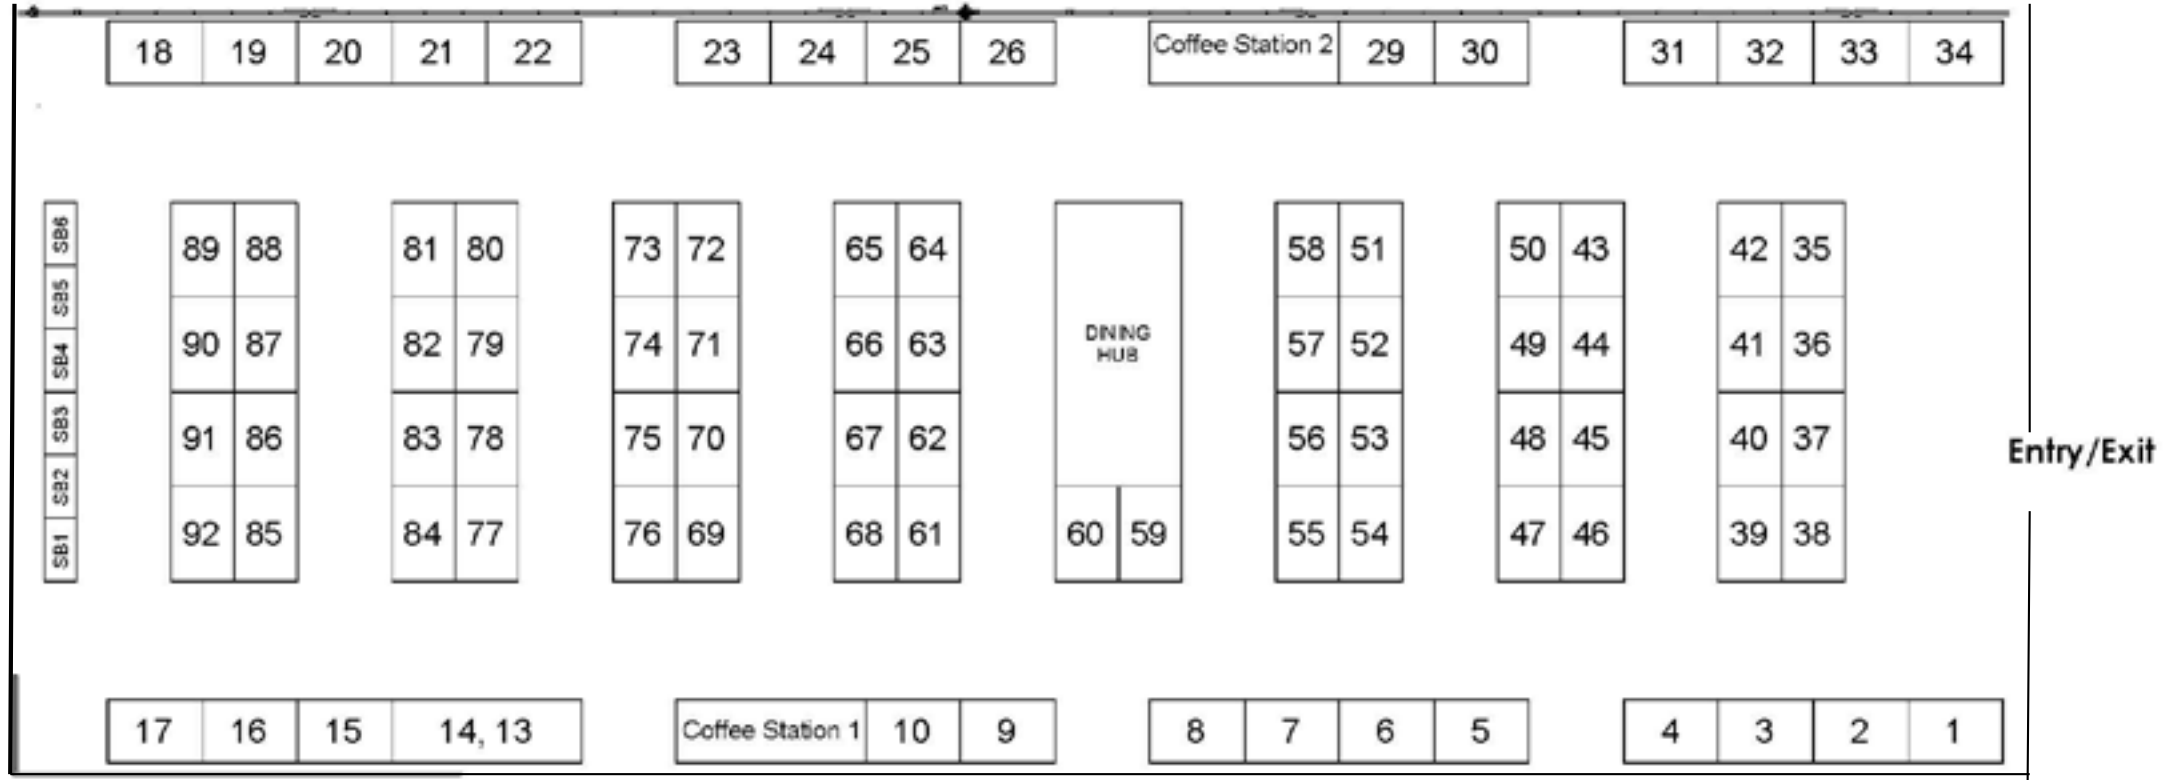 18 19 20 21 22 23 24 25 26 Coffee Station 2 29 30 31 32 33 34
SB6 89 88 81 80 73 72 65 64 58 51 50 43 42 35
SB5
SB4 90 87 82 79 74 71 66 63 DINING HUB 57 52 49 44 41 36
SB3 91 86 83 78 75 70 67 62 56 53 48 45 40 37 Entry/Exit
SB2
SB1 92 85 84 77 76 69 68 61 60 59 55 54 47 46 39 38
17 16 15 14, 13 Coffee Station 1 10 9 8 7 6 5 4 3 2 1